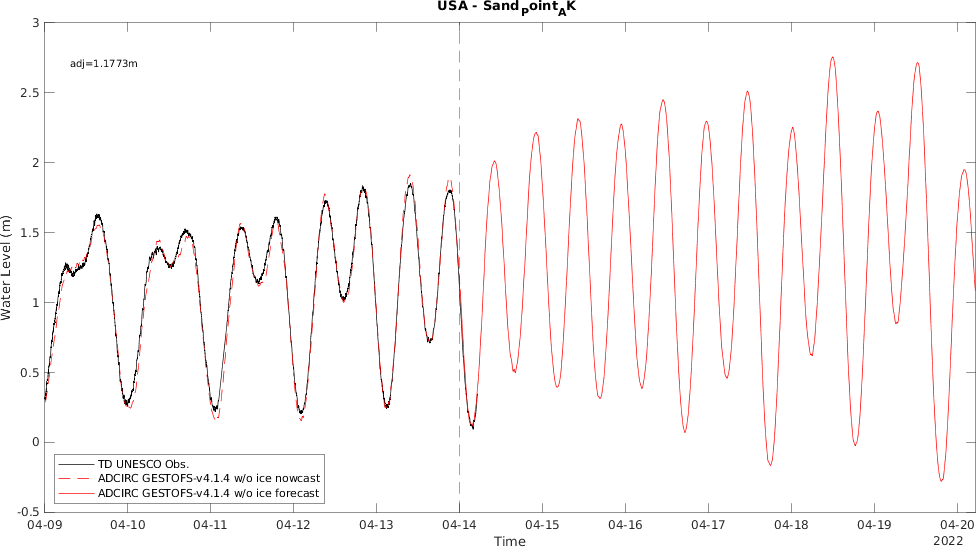 USA - Sand_Point_AK
3
adj=1.1773m
2.5
2
1.5
1
0.5
0
-0.5
Water Level (m)
TD UNESCO Obs.
ADCIRC GESTOFS-v4.1.4 w/o ice nowcast
ADCIRC GESTOFS-v4.1.4 w/o ice forecast
04-09 04-10 04-11 04-12 04-13 04-14 04-15 04-16 04-17 04-18 04-19 04-20
Time
2022